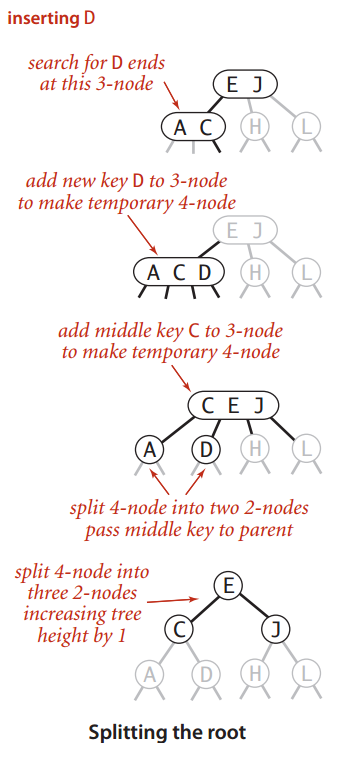 inserting D
search for D ends
at this 3-node
E J
A C H L
add new key D to 3-node
to make temporary 4-node
E J
A C D H L
add middle key C to 3-node
to make temporary 4-node
C E J
A D H L
split 4-node into two 2-nodes
pass middle key to parent
split 4-node into
three 2-nodes
increasing tree
height by 1
E
C J
A D H L
Splitting the root